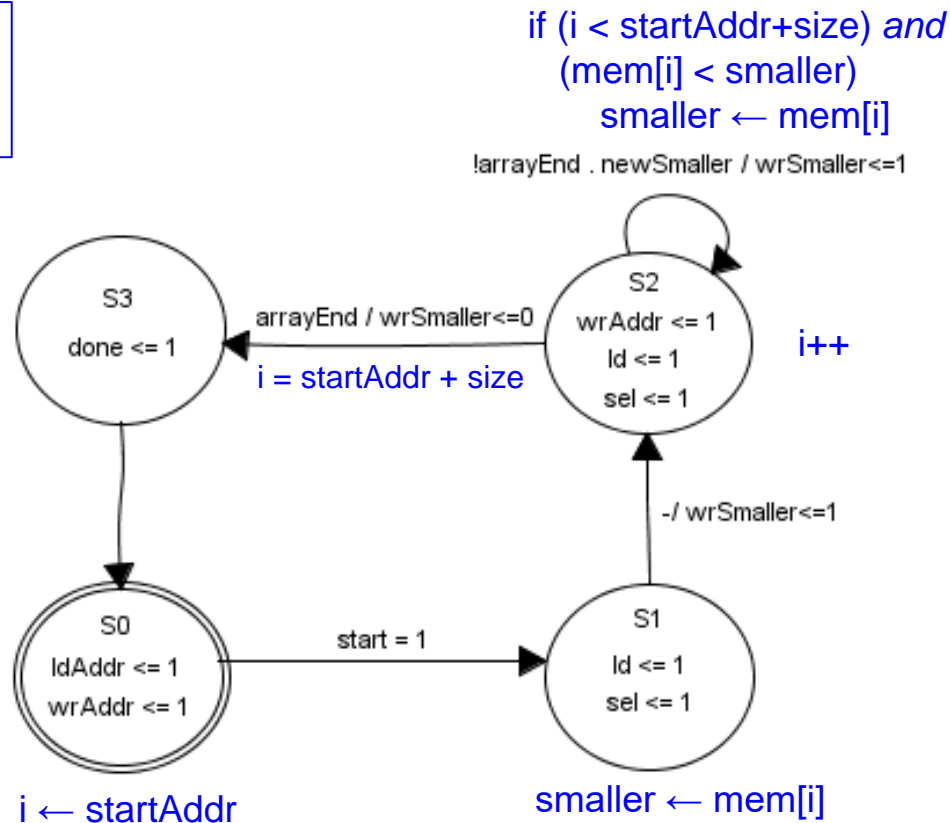 if (i < startAddr+size) and
(mem[i] < smaller)
smaller ← mem[i]
!arrayEnd . newSmaller / wrSmaller<=1
S3
done <= 1
arrayEnd / wrSmaller<=0
i = startAddr + size
S2
wrAddr <= 1
ld <= 1
sel <= 1
i++
-/ wrSmaller<=1
S0
ldAddr <= 1
wrAddr <= 1
start = 1
S1
ld <= 1
sel <= 1
i ← startAddr
smaller ← mem[i]